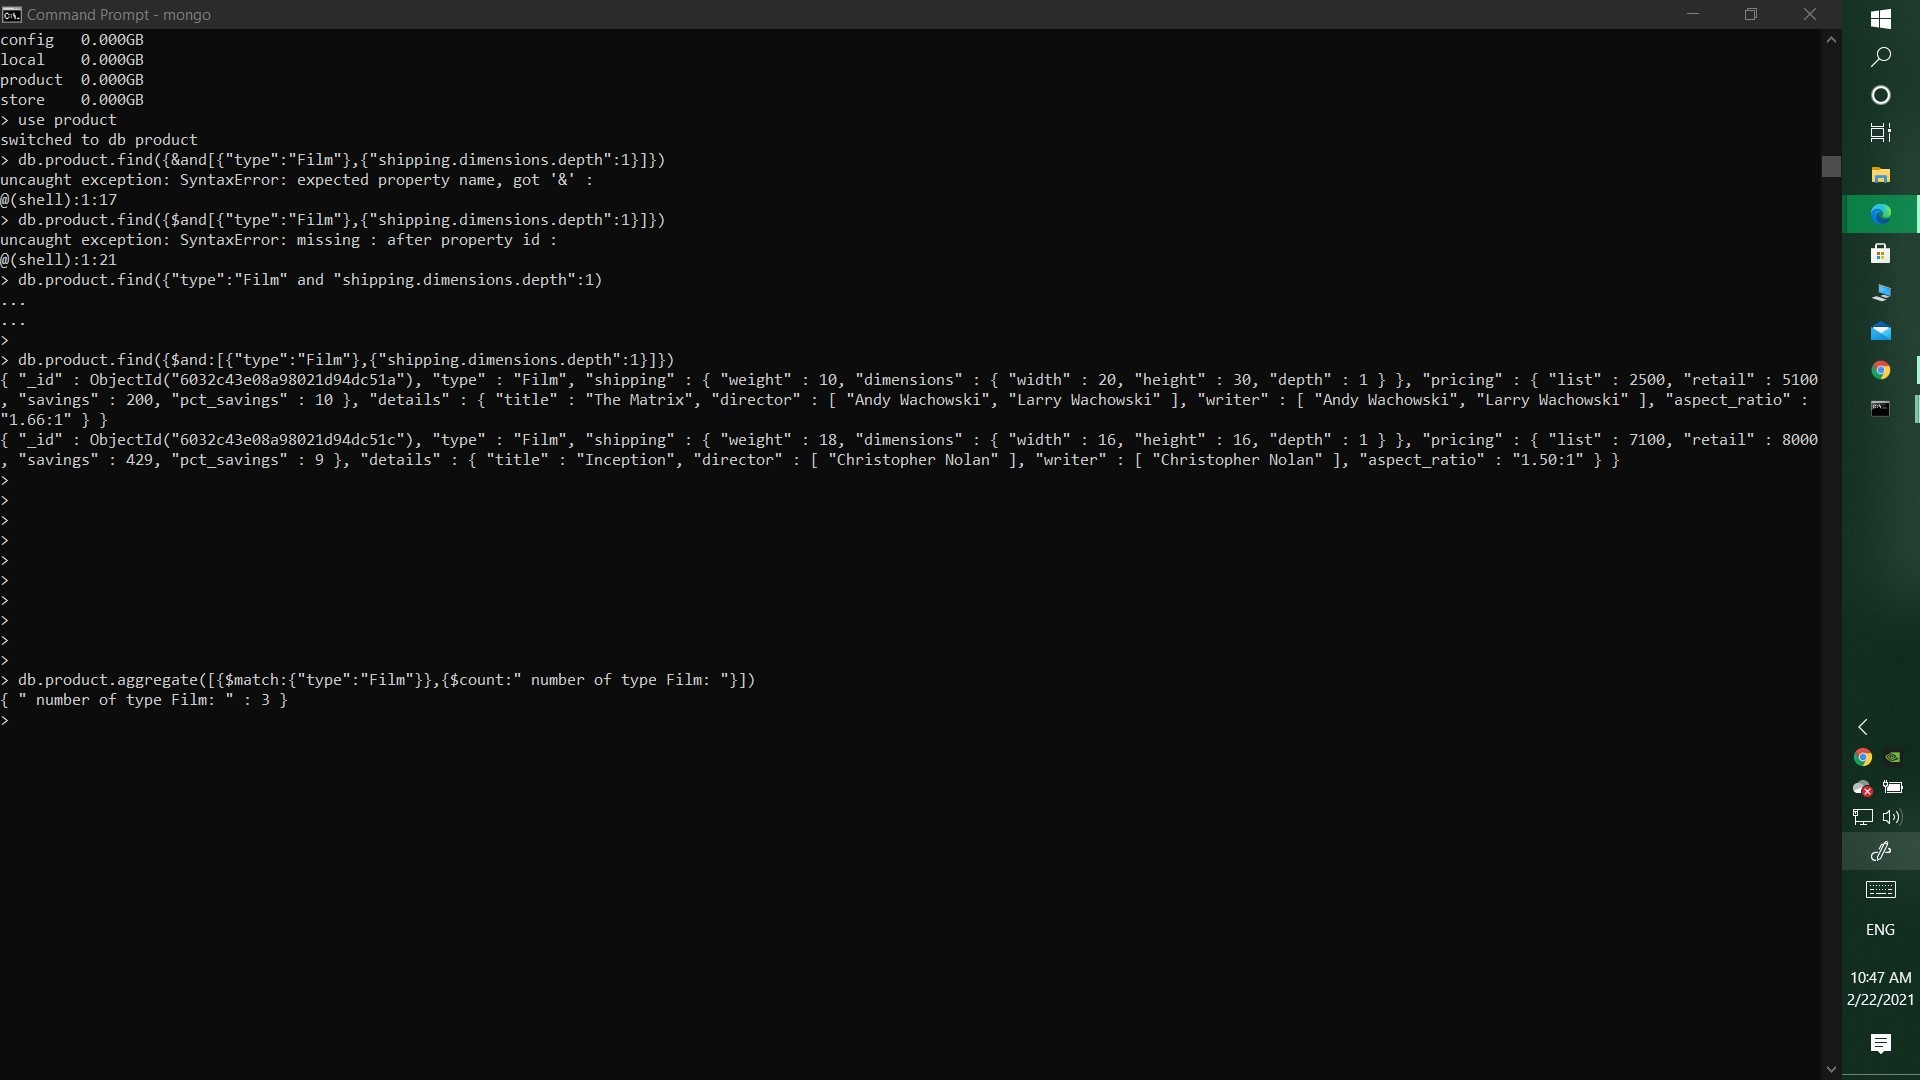 Command Prompt - mongo
config   0.000GB
local    0.000GB
product  0.000GB
store    0.000GB
> use product
switched to db product
> db.product.find({&and[{"type":"Film"},{"shipping.dimensions.depth":1}]})
uncaught exception: SyntaxError: expected property name, got '&' :
@(shell):1:17
> db.product.find({$and[{"type":"Film"},{"shipping.dimensions.depth":1}]})
uncaught exception: SyntaxError: missing : after property id :
@(shell):1:21
> db.product.find({"type":"Film" and "shipping.dimensions.depth":1)
...
...
>
> db.product.find({$and:[{"type":"Film"},{"shipping.dimensions.depth":1}]})
{ "_id" : ObjectId("6032c43e08a98021d94dc51a"), "type" : "Film", "shipping" : { "weight" : 10, "dimensions" : { "width" : 20, "height" : 30, "depth" : 1 } }, "pricing" : { "list" : 2500, "retail" : 5100
, "savings" : 200, "pct_savings" : 10 }, "details" : { "title" : "The Matrix", "director" : [ "Andy Wachowski", "Larry Wachowski" ], "writer" : [ "Andy Wachowski", "Larry Wachowski" ], "aspect_ratio" :
"1.66:1" } }
{ "_id" : ObjectId("6032c43e08a98021d94dc51c"), "type" : "Film", "shipping" : { "weight" : 18, "dimensions" : { "width" : 16, "height" : 16, "depth" : 1 } }, "pricing" : { "list" : 7100, "retail" : 8000
, "savings" : 429, "pct_savings" : 9 }, "details" : { "title" : "Inception", "director" : [ "Christopher Nolan" ], "writer" : [ "Christopher Nolan" ], "aspect_ratio" : "1.50:1" } }
>
>
>
>
>
>
>
>
>
>
> db.product.aggregate([{$match:{"type":"Film"}},{$count:" number of type Film: "}])
{ " number of type Film: " : 3 }
>
ENG
10:47 AM
2/22/2021